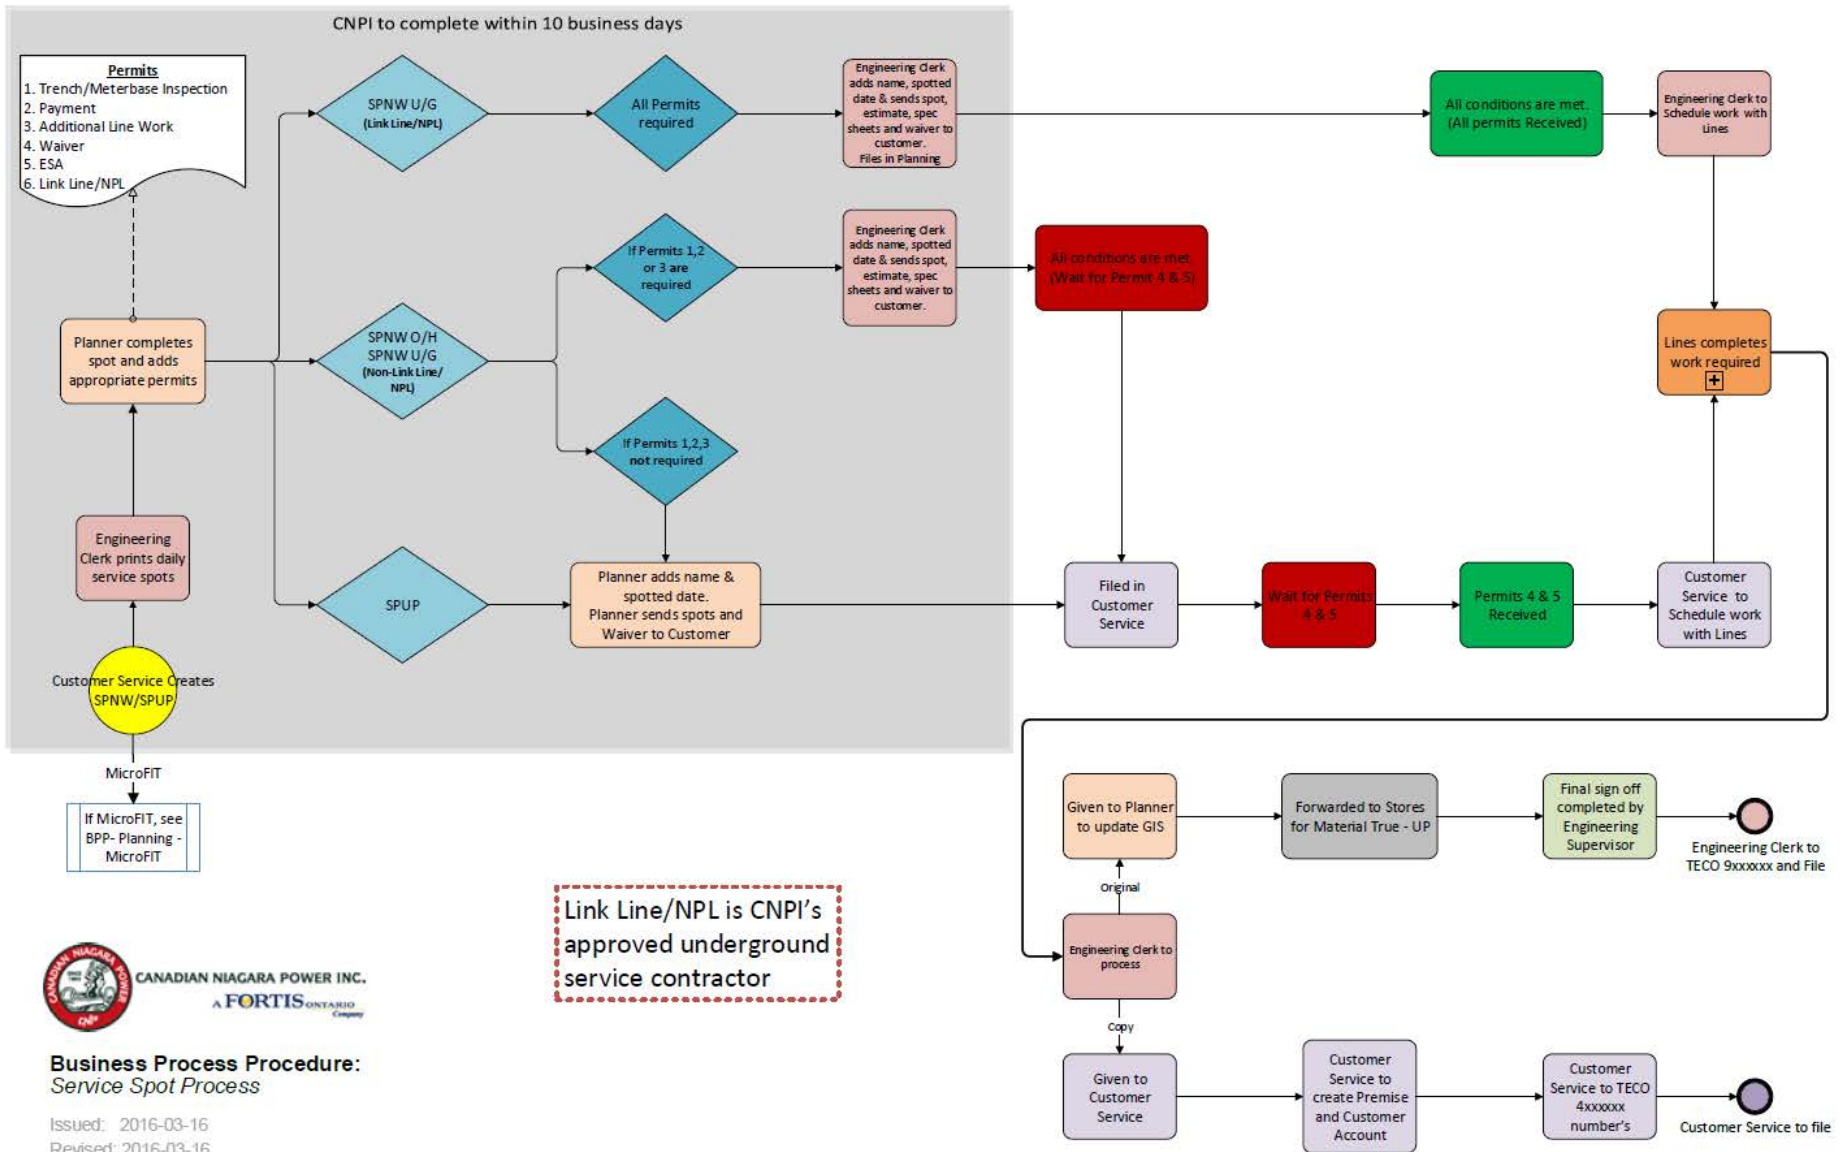 CNPI to complete within 10 business days
Permits
1. Trench/Meterbase Inspection
2. Payment
3. Additional Line Work
4. Waiver
5. ESA
6. Link Line/NPL
SPNW U/G
(Link Line/NPL)
All Permits
required
Engineering Clerk
adds name, spotted
date & sends spot,
estimate, spec
sheets and waiver to
customer.
Files in Planning
All conditions are met.
(All permits Received)
Engineering Clerk to
Schedule work with
Lines
If Permits 1,2
or 3 are
required
Engineering Clerk
adds name, spotted
date & sends spot,
estimate, spec
sheets and waiver to
customer.
All conditions are met
(Wait for Permit 4 & 5)
Planner completes
spot and adds
appropriate permits
SPNW O/H
SPNW U/G
(Non-Link Line/
NPL)
Lines completes
work required
If Permits 1,2,3
not required
Engineering
Clerk prints daily
service spots
SPUP
Planner adds name &
spotted date.
Planner sends spots and
Waiver to Customer
Filed in
Customer
Service
Wait for Permits
4 & 5
Permits 4 & 5
Received
Customer
Service to
Schedule work
with Lines
Customer Service Creates
SPNW/SPUP
MicroFIT
If MicroFIT, see
BPP- Planning -
MicroFIT
Given to Planner
to update GIS
Forwarded to Stores
for Material True - UP
Final sign off
completed by
Engineering
Supervisor
Engineering Clerk to
TECO 9xxxxxx and File
Original
Link Line/NPL is CNPI's
approved underground
service contractor
Engineering Clerk to
process
Copy
Given to
Customer
Service
Customer
Service to
create Premise
and Customer
Account
Customer
Service to TECO
4xxxxxx
number's
Customer Service to file
CANADIAN NIAGARA POWER
CNP
CANADIAN NIAGARA POWER INC.
A FORTIS ONTARIO
Company
Business Process Procedure:
Service Spot Process
Issued: 2016-03-16
Revised: 2016-03-16